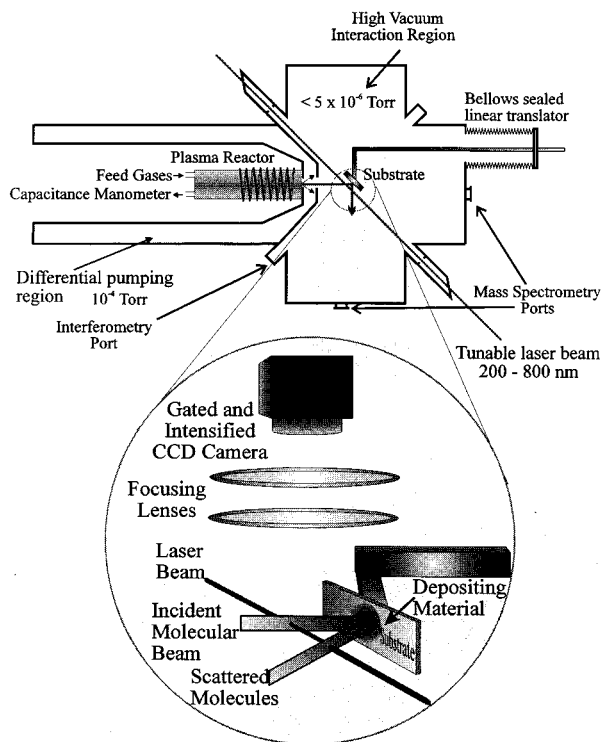 High Vacuum
Interaction Region
< 5 x 10⁻⁶ Torr
Bellows sealed
linear translator
Plasma Reactor
Feed Gases
Capacitance Manometer
Substrate
Differential pumping
region 10⁻⁴ Torr
Interferometry
Port
Mass Spectrometry
Ports
Tunable laser beam
200 - 800 nm
Gated and
Intensified
CCD Camera
Focusing
Lenses
Laser
Beam
Depositing
Material
Incident
Molecular
Beam
Substrate
Scattered
Molecules